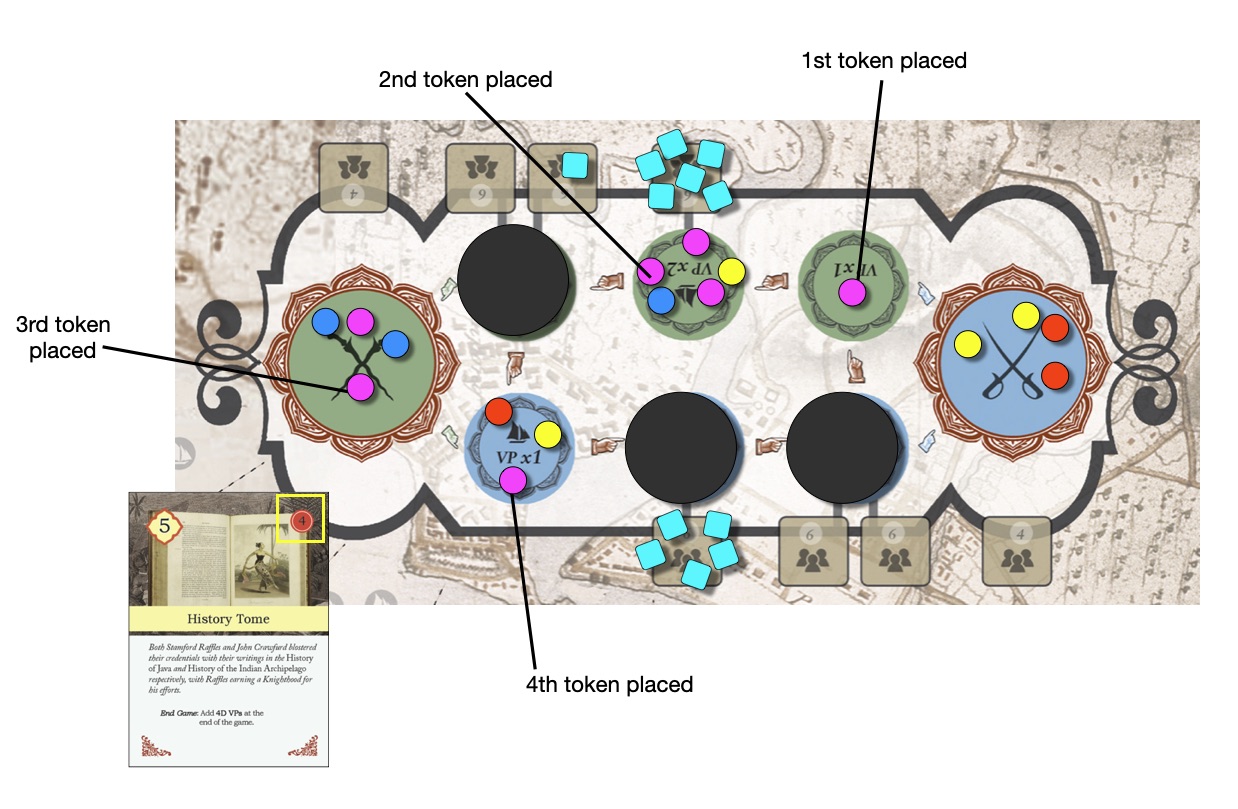 1st token placed
2nd token placed
4
6
6
VP x2
VP x1
3rd token
placed
VP x1
5
4
6
6
4
History Tome
Both Stamford Raffles and John Crawfurd blostered
their credentials with their writings in the History
of Java and History of the Indian Archipelago
respectively, with Raffles earning a Knighthood for
his efforts.
End Game: Add 4D VPs at the
end of the game.
4th token placed